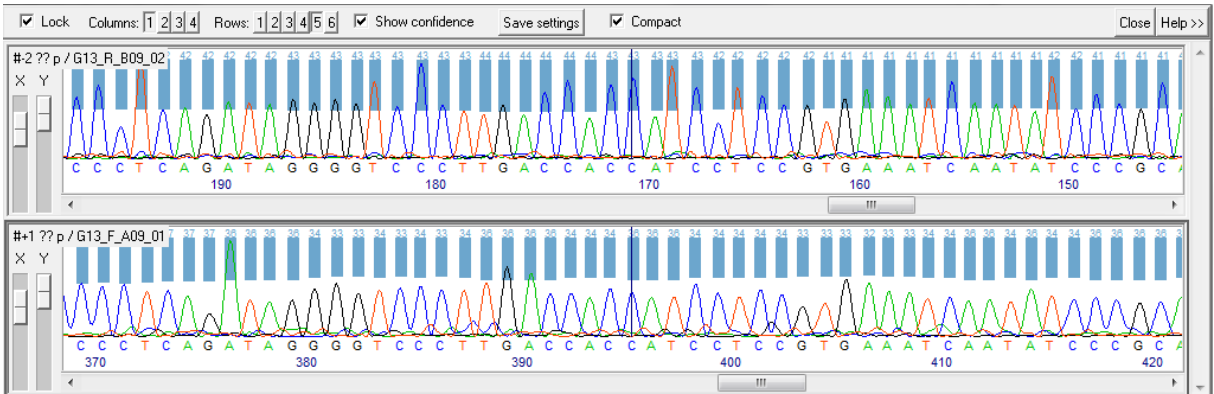 Lock Columns: 1 2 3 4 Rows: 1 2 3 4 5 6 Show confidence Save settings Compact Close Help >>
#-2 ?? p / G13_R_B09_02
X Y
C C C T C A G A T A G G G G T C C C T T G A C C A C C A T C C T C C G T G A A A T C A A T A T C C C G C A
190 180 170 160 150
#+1 ?? p / G13_F_A09_01
X Y
C C C T C A G A T A G G G G T C C C T T G A C C A C C A T C C T C C G T G A A A T C A A T A T C C C G C A
370 380 390 400 410 420